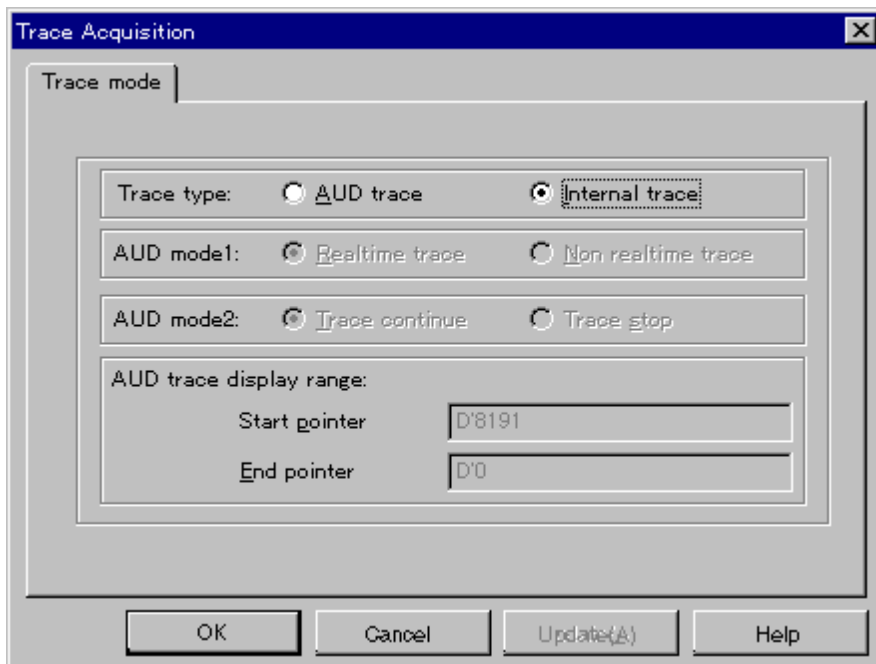 Trace Acquisition
Trace mode
Trace type: AUD trace Internal trace
AUD mode1: Realtime trace Non realtime trace
AUD mode2: Trace continue Trace stop
AUD trace display range:
Start pointer D'8191
End pointer D'0
OK Cancel Update(A) Help